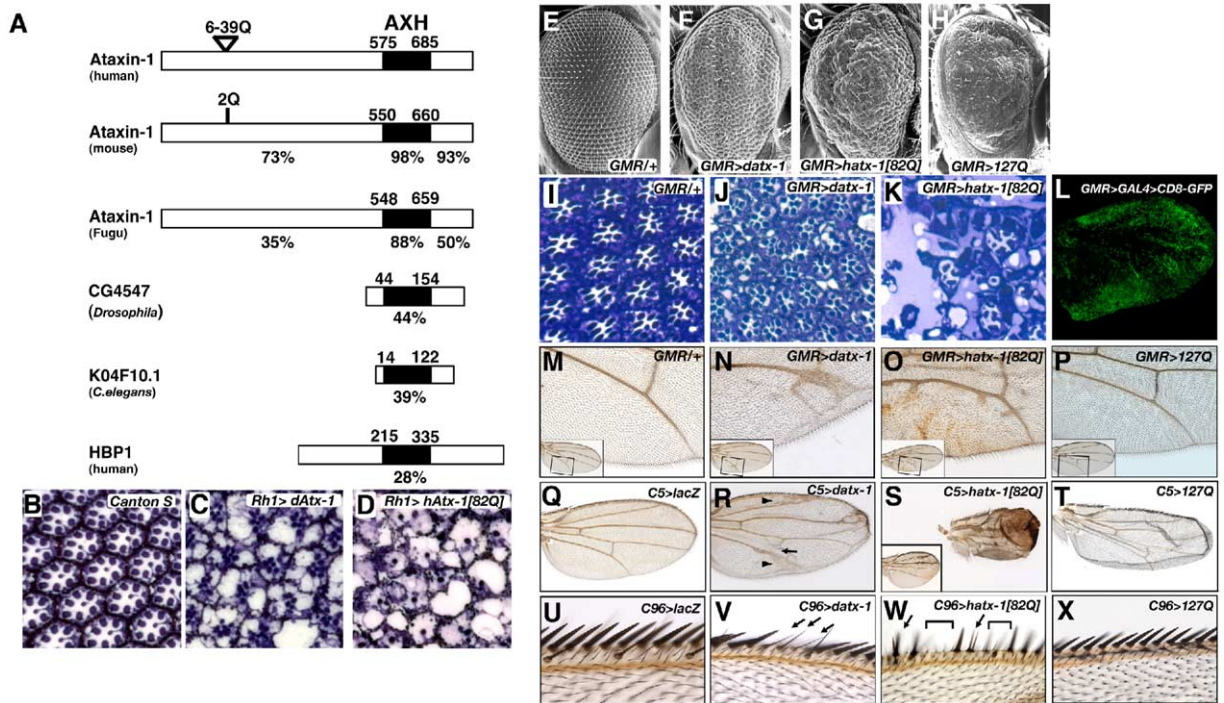 A
6-39Q
AXH
575 685
Ataxin-1
(human)
2Q
550 660
Ataxin-1
(mouse)
73% 98% 93%
548 659
Ataxin-1
(Fugu)
35% 88% 50%
44 154
CG4547
(Drosophila)
44%
14 122
K04F10.1
(C.elegans)
39%
215 335
HBP1
(human)
28%
B Canton S
C Rh1> dAtx-1
D Rh1> hAtx-1[82Q]
E GMR/+
F GMR>datx-1
G GMR>hatx-1[82Q]
H GMR>127Q
I GMR/+
J GMR>datx-1
K GMR>hatx-1[82Q]
L GMR>GAL4>CD8-GFP
M GMR/+
N GMR>datx-1
O GMR>hatx-1[82Q]
P GMR>127Q
Q C5>lacZ
R C5>datx-1
S C5>hatx-1[82Q]
T C5>127Q
U C96>lacZ
V C96>datx-1
W C96>hatx-1[82Q]
X C96>127Q